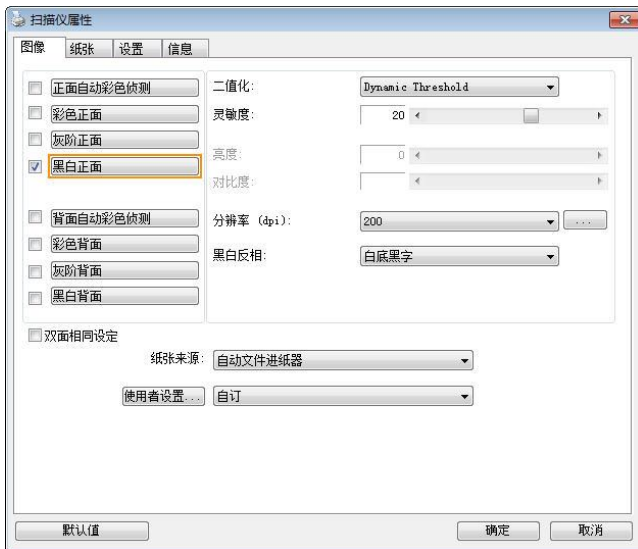 扫描仪属性
图像 纸张 设置 信息
正面自动彩色侦测
彩色正面
灰阶正面
黑白正面
背面自动彩色侦测
彩色背面
灰阶背面
黑白背面
二值化: Dynamic Threshold
灵敏度: 20
亮度: 0
对比度:
分辨率 (dpi): 200 ...
黑白反相: 白底黑字
双面相同设定
纸张来源: 自动文件进纸器
使用者设置... 自订
默认值 确定 取消